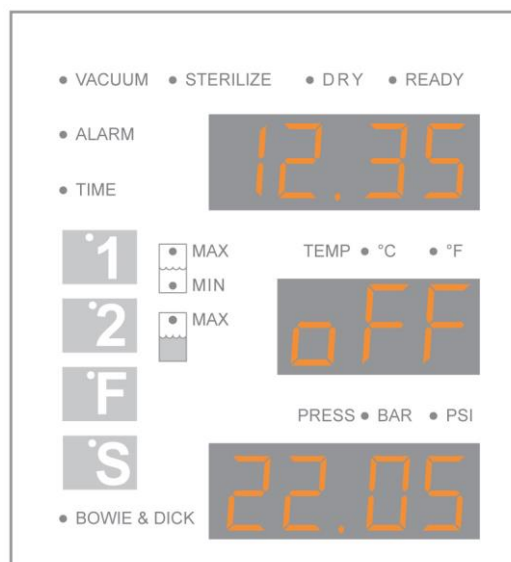 VACUUM STERILIZE DRY READY
ALARM
12.35
TIME
1
MAX
TEMP °C °F
MIN
2
MAX
oFF
F
PRESS BAR PSI
S
22.05
BOWIE & DICK